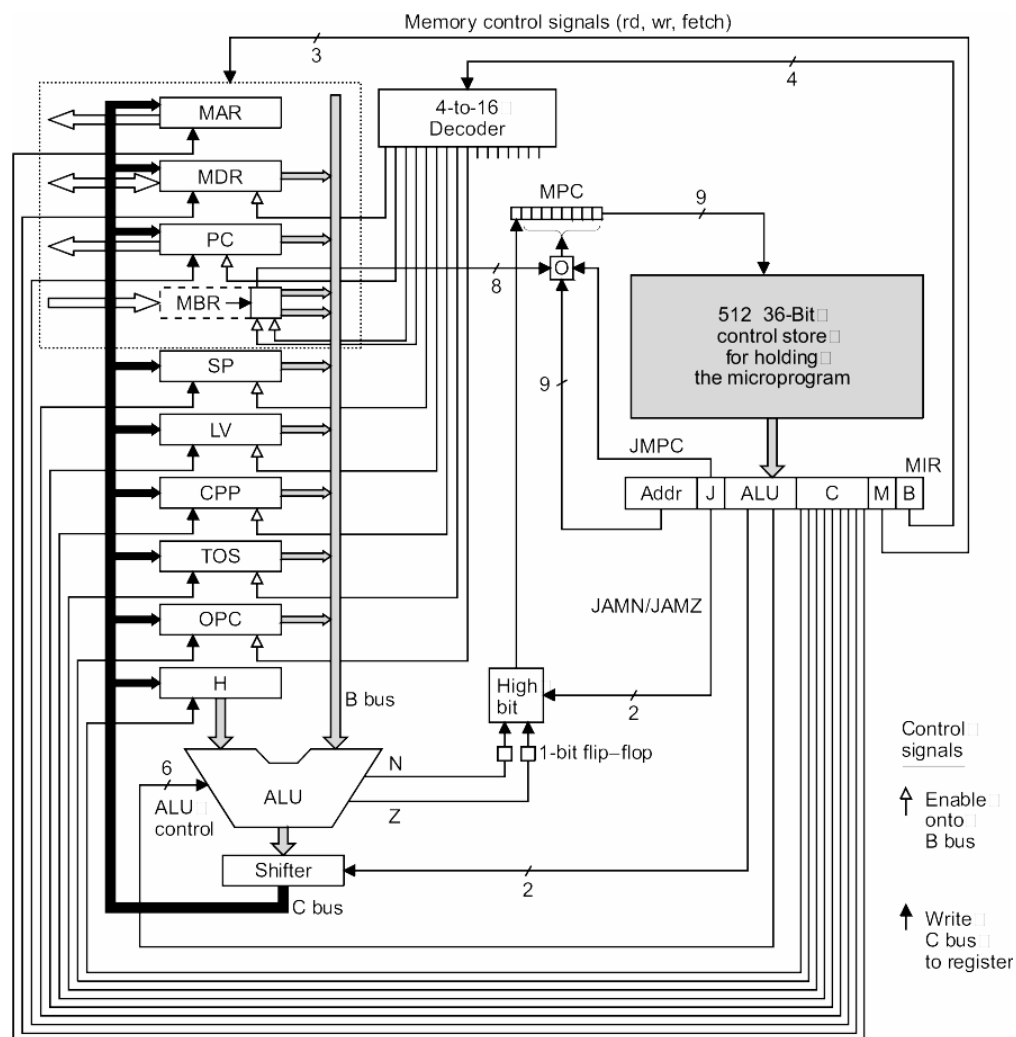 Memory control signals (rd, wr, fetch)
3
4
MAR
4-to-16
Decoder
MDR
MPC
9
PC
8
O
MBR
512 36-Bit
control store
for holding
the microprogram
SP
9
LV
JMPC
MIR
Addr J ALU C M B
CPP
TOS
JAMN/JAMZ
OPC
H
High
bit
B bus
2
Control
signals
1-bit flip–flop
N
6
ALU
ALU
control
Z
Enable
onto
B bus
Shifter
2
C bus
Write
C bus
to register